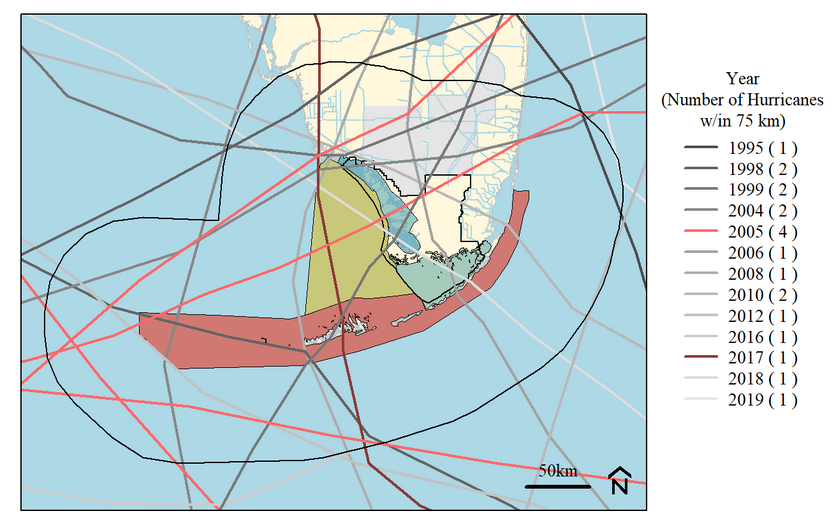 Year
(Number of Hurricanes
w/in 75 km)
1995 ( 1 )
1998 ( 2 )
1999 ( 2 )
2004 ( 2 )
2005 ( 4 )
2006 ( 1 )
2008 ( 1 )
2010 ( 2 )
2012 ( 1 )
2016 ( 1 )
2017 ( 1 )
2018 ( 1 )
2019 ( 1 )
50km
N